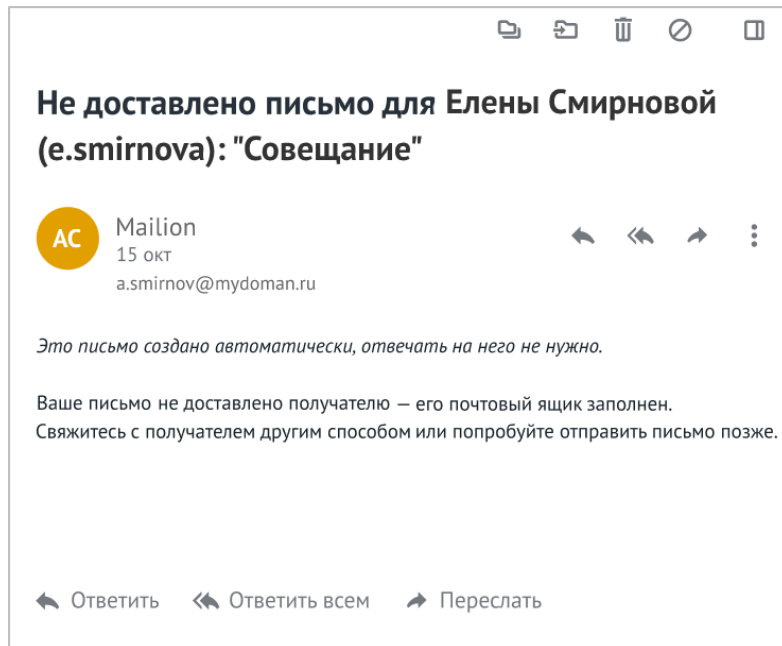 Не доставлено письмо для Елены Смирновой
(e.smirnova): "Совещание"
АС
Mailion
15 окт
a.smirnov@mydoman.ru
Это письмо создано автоматически, отвечать на него не нужно.
Ваше письмо не доставлено получателю — его почтовый ящик заполнен.
Свяжитесь с получателем другим способом или попробуйте отправить письмо позже.
Ответить Ответить всем Переслать